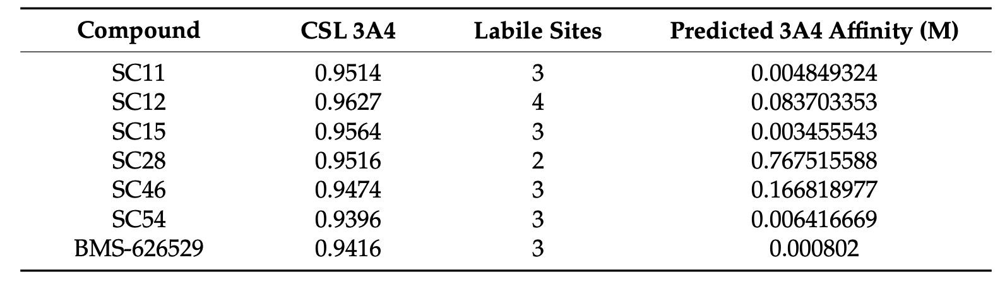 Compound CSL 3A4 Labile Sites Predicted 3A4 Affinity (M)
SC11 0.9514 3 0.004849324
SC12 0.9627 4 0.083703353
SC15 0.9564 3 0.003455543
SC28 0.9516 2 0.767515588
SC46 0.9474 3 0.166818977
SC54 0.9396 3 0.006416669
BMS-626529 0.9416 3 0.000802